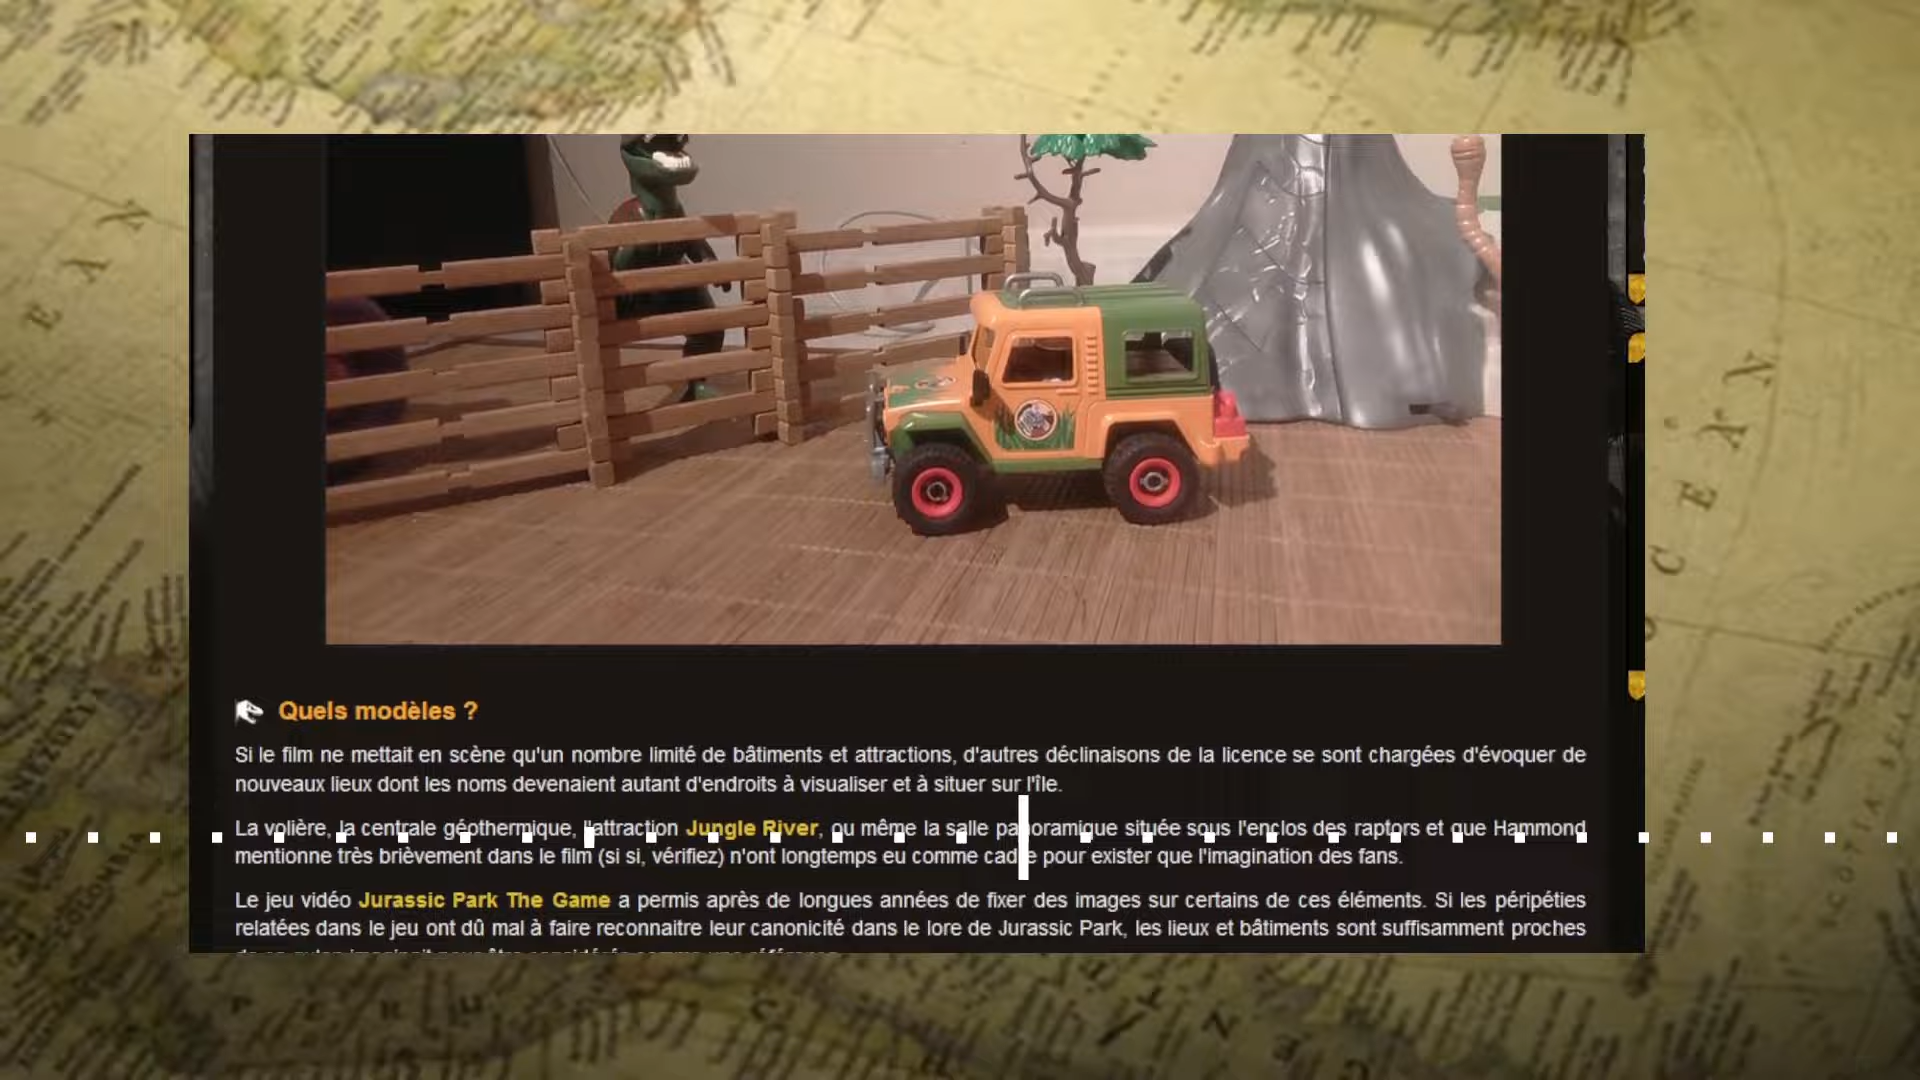 Quels modèles ?
Si le film ne mettait en scène qu'un nombre limité de bâtiments et attractions, d'autres déclinaisons de la licence se sont chargées d'évoquer de
nouveaux lieux dont les noms devenaient autant d'endroits à visualiser et à situer sur l'île.
La volière, la centrale géothermique, l'attraction Jungle River, ou même la salle panoramique située sous l'enclos des raptors et que Hammond
mentionne très brièvement dans le film (si si, vérifiez) n'ont longtemps eu comme cadre pour exister que l'imagination des fans.
Le jeu vidéo Jurassic Park The Game a permis après de longues années de fixer des images sur certains de ces éléments. Si les péripéties
relatées dans le jeu ont dû mal à faire reconnaitre leur canonicité dans le lore de Jurassic Park, les lieux et bâtiments sont suffisamment proches